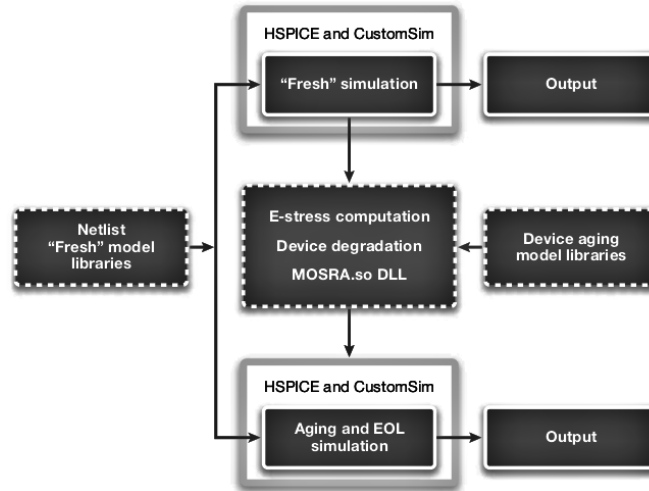 HSPICE and CustomSim
“Fresh” simulation
Output
Netlist
“Fresh” model
libraries
E-stress computation
Device degradation
MOSRA.so DLL
Device aging
model libraries
HSPICE and CustomSim
Aging and EOL
simulation
Output